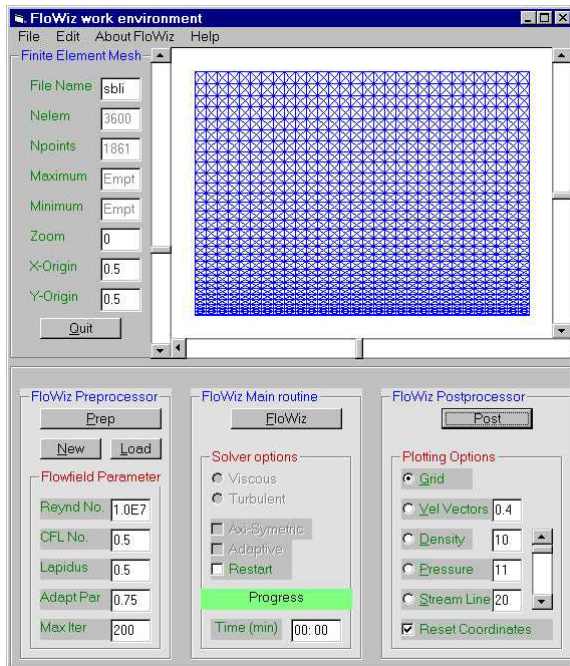 FloWiz work environment
File Edit About FloWiz Help
Finite Element Mesh
File Name sbli
Nelem 3600
Npoints 1861
Maximum Empt
Minimum Empt
Zoom 0
X-Origin 0.5
Y-Origin 0.5
Quit
FloWiz Preprocessor
Prep
New Load
Flowfield Parameter
Reynd No. 1.0E7
CFL No. 0.5
Lapidus 0.5
Adapt Par 0.75
Max Iter 200
FloWiz Main routine
FloWiz
Solver options
Viscous
Turbulent
Axi-Symetric
Adaptive
Restart
Progress
Time (min) 00:00
FloWiz Postprocessor
Post
Plotting Options
Grid
Vel Vectors 0.4
Density 10
Pressure 11
Stream Line 20
Reset Coordinates